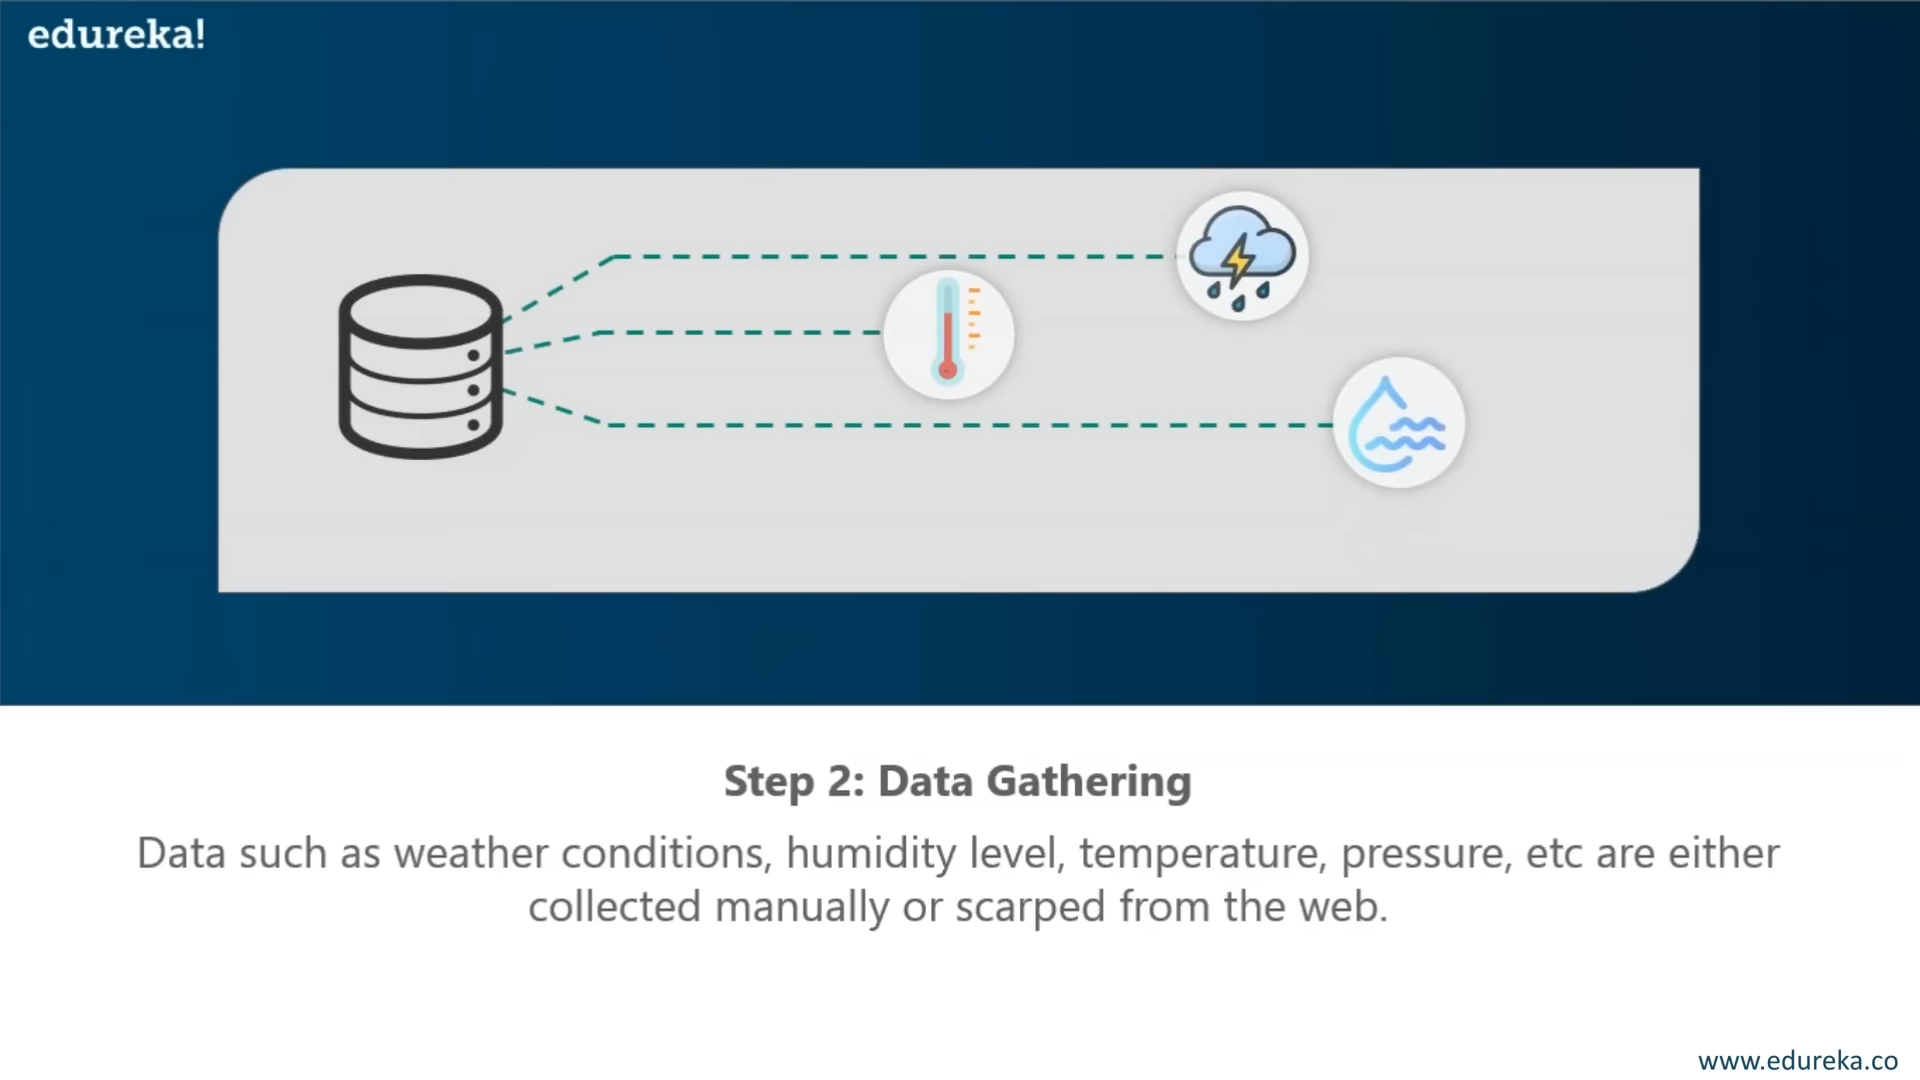 edureka!
Step 2: Data Gathering
Data such as weather conditions, humidity level, temperature, pressure, etc are either
collected manually or scarped from the web.
www.edureka.co